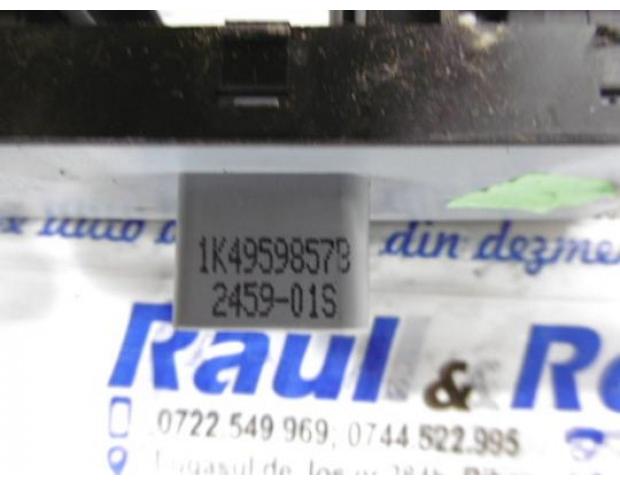 1K4959857B
2459-01S
din dezme
Raul & R
0722.549 969, 0744.522.995